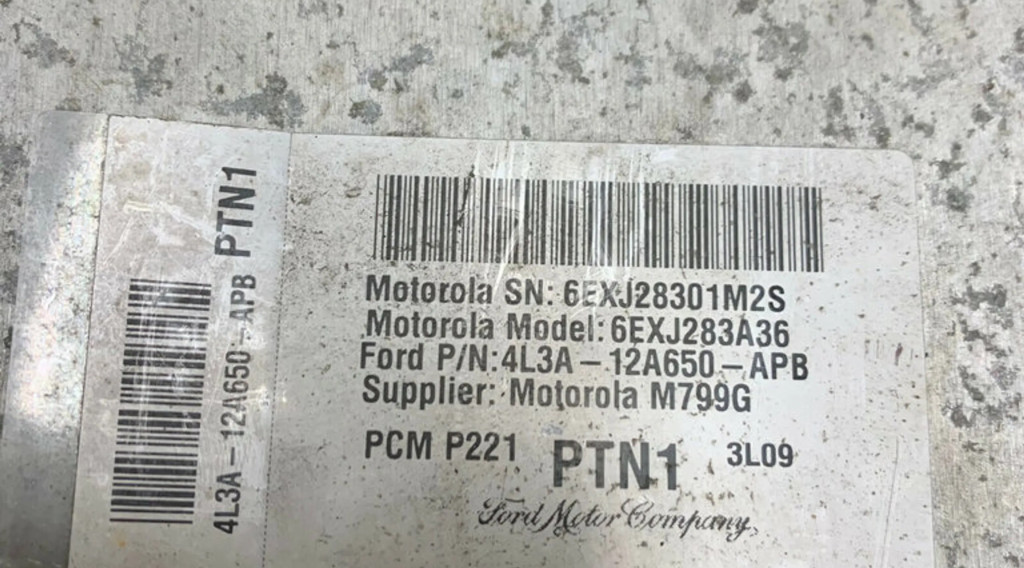 PTN1
4L3A-12A650-APB
Motorola SN: 6EXJ28301M2S
Motorola Model: 6EXJ283A36
Ford P/N: 4L3A-12A650-APB
Supplier: Motorola M799G
PCM P221 PTN1 3L09
Ford Motor Company,